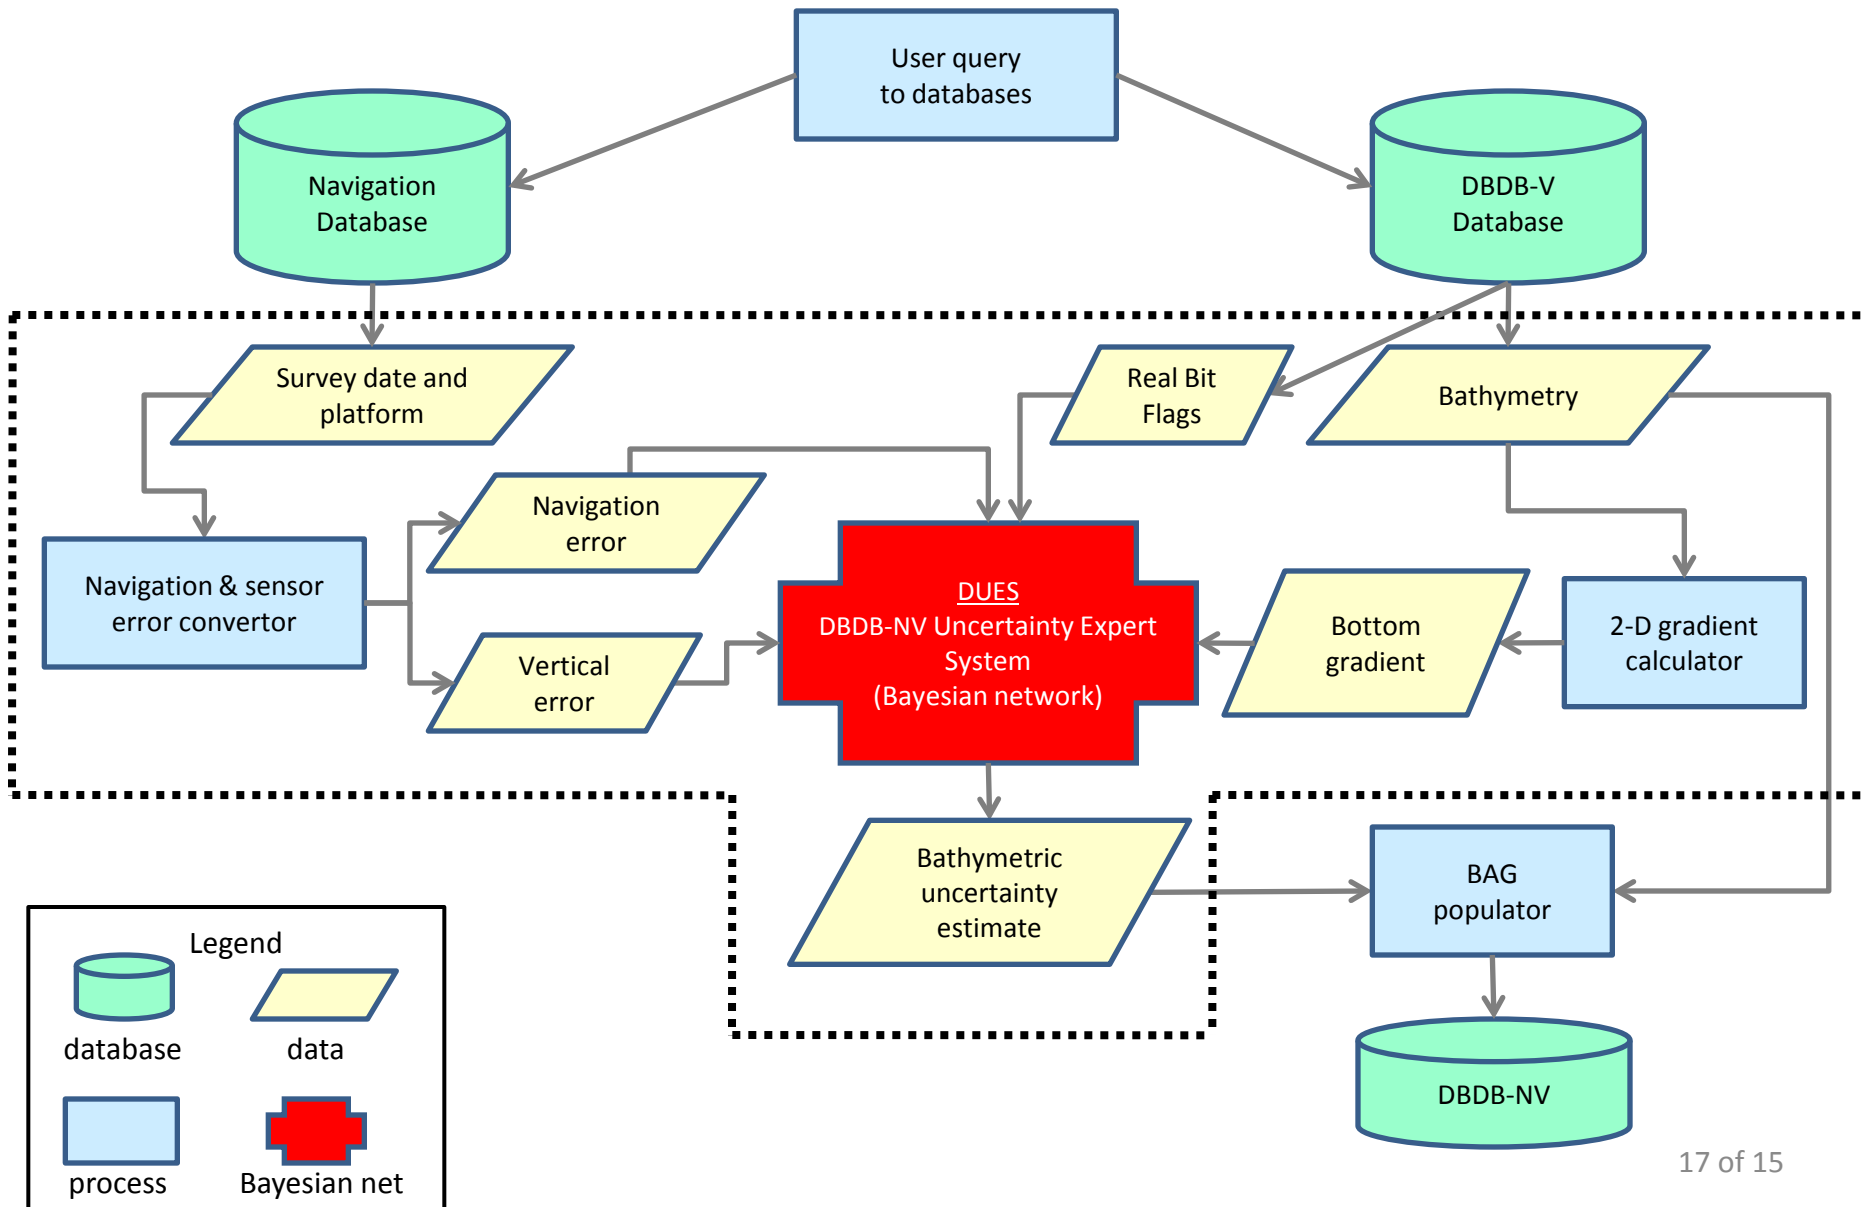 User query
to databases
Navigation
Database
DBDB-V
Database
Survey date and
platform
Real Bit
Flags
Bathymetry
Navigation
error
Navigation & sensor
error convertor
Vertical
error
DUES
DBDB-NV Uncertainty Expert
System
(Bayesian network)
Bottom
gradient
2-D gradient
calculator
Bathymetric
uncertainty
estimate
BAG
populator
DBDB-NV
Legend
database
data
process
Bayesian net
17 of 15